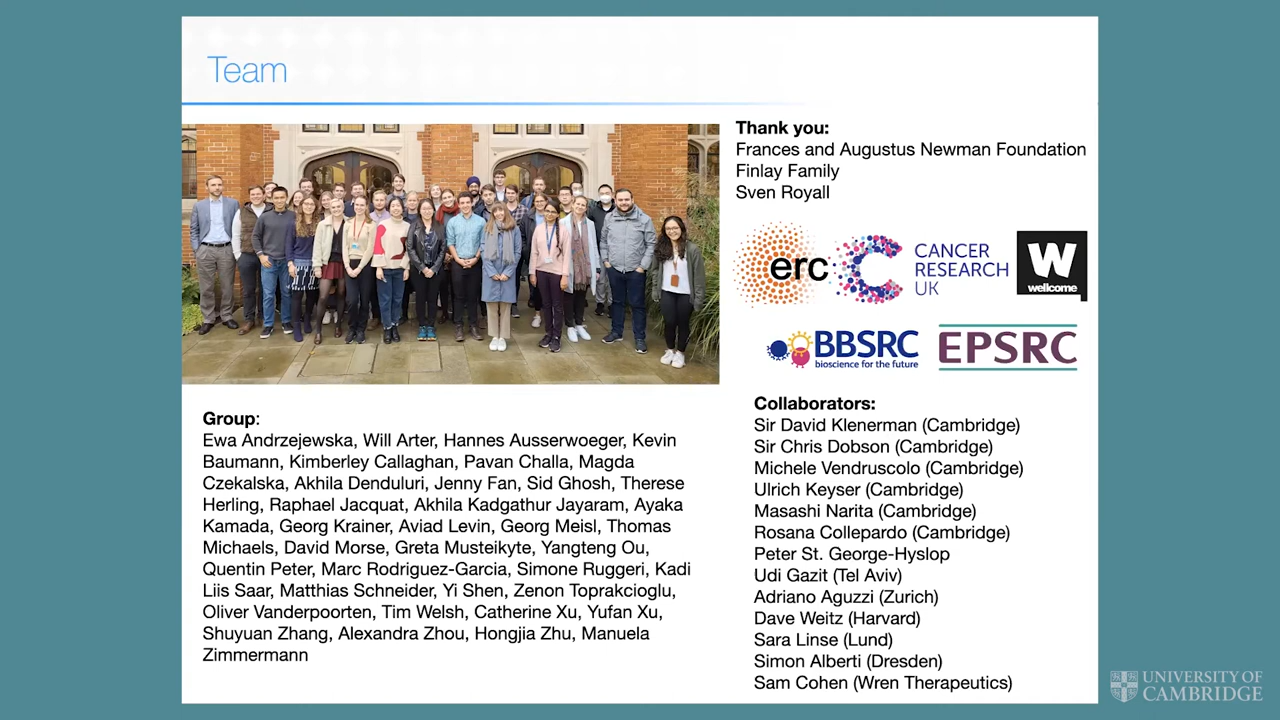 Team
Thank you:
Frances and Augustus Newman Foundation
Finlay Family
Sven Royall
erc
CANCER
RESEARCH
UK
W
wellcome
BBSRC
bioscience for the future
EPSRC
Group:
Ewa Andrzejewska, Will Arter, Hannes Ausserwoeger, Kevin
Baumann, Kimberley Callaghan, Pavan Challa, Magda
Czekalska, Akhila Denduluri, Jenny Fan, Sid Ghosh, Therese
Herling, Raphael Jacquat, Akhila Kadgathur Jayaram, Ayaka
Kamada, Georg Krainer, Aviad Levin, Georg Meisl, Thomas
Michaels, David Morse, Greta Musteikyte, Yangteng Ou,
Quentin Peter, Marc Rodriguez-Garcia, Simone Ruggeri, Kadi
Liis Saar, Matthias Schneider, Yi Shen, Zenon Toprakcioglu,
Oliver Vanderpoorten, Tim Welsh, Catherine Xu, Yufan Xu,
Shuyuan Zhang, Alexandra Zhou, Hongjia Zhu, Manuela
Zimmermann
Collaborators:
Sir David Klenerman (Cambridge)
Sir Chris Dobson (Cambridge)
Michele Vendruscolo (Cambridge)
Ulrich Keyser (Cambridge)
Masashi Narita (Cambridge)
Rosana Collepardo (Cambridge)
Peter St. George-Hyslop
Udi Gazit (Tel Aviv)
Adriano Aguzzi (Zurich)
Dave Weitz (Harvard)
Sara Linse (Lund)
Simon Alberti (Dresden)
Sam Cohen (Wren Therapeutics)
UNIVERSITY OF
CAMBRIDGE